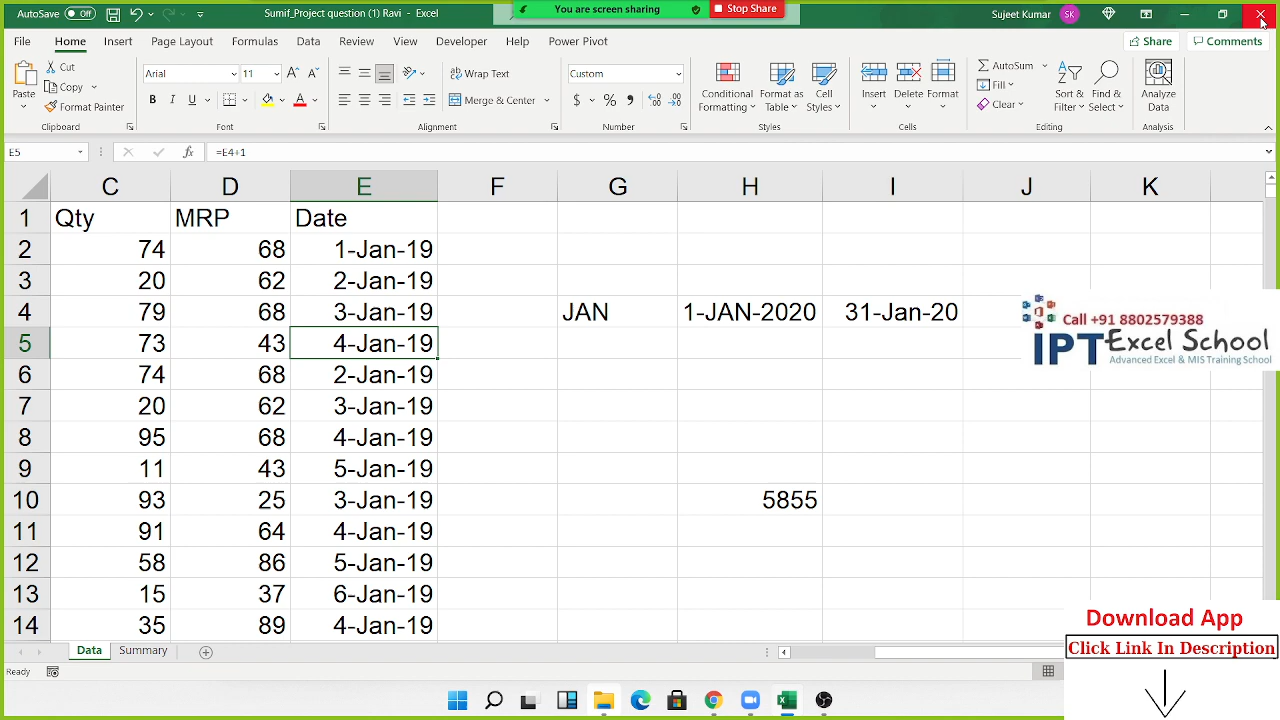 AutoSave Off Sumif_Project question (1) Ravi - Excel You are screen sharing Stop Share Sujeet Kumar SK
File Home Insert Page Layout Formulas Data Review View Developer Help Power Pivot Share Comments
Paste Cut Copy Format Painter Clipboard
Arial 11 B I U A Font
Wrap Text Merge & Center Alignment
Custom $ % , Number
Conditional Formatting Format as Table Cell Styles Styles
Insert Delete Format Cells
AutoSum Fill Clear Sort & Filter Find & Select Editing
Analyze Data Analysis
E5 fx =E4+1
C D E F G H I J K
1 Qty MRP Date
2 74 68 1-Jan-19
3 20 62 2-Jan-19
4 79 68 3-Jan-19 JAN 1-JAN-2020 31-Jan-20
5 73 43 4-Jan-19
6 74 68 2-Jan-19
7 20 62 3-Jan-19
8 95 68 4-Jan-19
9 11 43 5-Jan-19
10 93 25 3-Jan-19 5855
11 91 64 4-Jan-19
12 58 86 5-Jan-19
13 15 37 6-Jan-19
14 35 89 4-Jan-19
Call +91 8802579388
IPT Excel School
Advanced Excel & MIS Training School
Download App
Click Link In Description
Data Summary
Ready